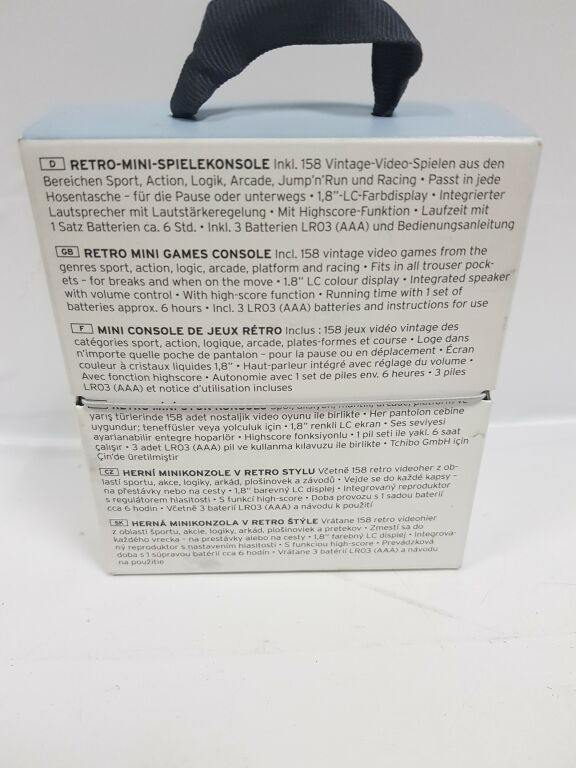 D RETRO-MINI-SPIELEKONSOLE Inkl. 158 Vintage-Video-Spielen aus den
Bereichen Sport, Action, Logik, Arcade, Jump'n'Run und Racing • Passt in jede
Hosentasche – für die Pause oder unterwegs • 1,8"-LC-Farbdisplay • Integrierter
Lautsprecher mit Lautstärkeregelung • Mit Highscore-Funktion • Laufzeit mit
1 Satz Batterien ca. 6 Std. • Inkl. 3 Batterien LR03 (AAA) und Bedienungsanleitung
GB RETRO MINI GAMES CONSOLE Incl. 158 vintage video games from the
genres sport, action, logic, arcade, platform and racing • Fits in all trouser pock-
ets – for breaks and when on the move • 1.8" LC colour display • Integrated speaker
with volume control • With high-score function • Running time with 1 set of
batteries approx. 6 hours • Incl. 3 LR03 (AAA) batteries and instructions for use
F MINI CONSOLE DE JEUX RÉTRO Inclus : 158 jeux vidéo vintage des
catégories sport, action, logique, arcade, plates-formes et course • Loge dans
n'importe quelle poche de pantalon – pour la pause ou en déplacement • Écran
couleur à cristaux liquides 1,8" • Haut-parleur intégré avec réglage du volume •
Avec fonction highscore • Autonomie avec 1 set de piles env. 6 heures • 3 piles
LR03 (AAA) et notice d'utilisation incluses
yarış türlerinde 158 adet nostaljik video oyunu ile birlikte • Her pantolon cebine
uygundur; teneffüsler veya yolculuk için • 1,8" renkli LC ekran • Ses seviyesi
ayarlanabilir entegre hoparlör • Highscore fonksiyonlu • 1 pil seti ile yakl. 6 saat
çalışır • 3 adet LR03 (AAA) pil ve kullanma kılavuzu ile birlikte • Tchibo GmbH için
Çin'de üretilmiştir
CZ HERNÍ MINIKONZOLE V RETRO STYLU Včetně 158 retro videoher z ob-
lastí sportu, akce, logiky, arkád, plošinovek a závodů • Vejde se do každé kapsy –
na přestávky nebo na cesty • 1,8" barevný LC displej • Integrovaný reproduktor
s regulátorem hlasitosti • S funkcí high-score • Doba provozu s 1 sadou baterií
cca 6 hodin • Včetně 3 baterií LR03 (AAA) a návodu k použití
SK HERNÁ MINIKONZOLA V RETRO ŠTÝLE Vrátane 158 retro videohier
z oblastí športu, akcie, logiky, arkád, plošinoviek a pretekov • Zmestí sa do
každého vrecka – na prestávky alebo na cesty • 1,8" farebný LC displej • Integrova-
ný reproduktor s nastavením hlasitosti • S funkciou high-score • Prevádzková
doba s 1 súpravou batérií cca 6 hodín • Vrátane 3 batérií LR03 (AAA) a návodu
na použitie